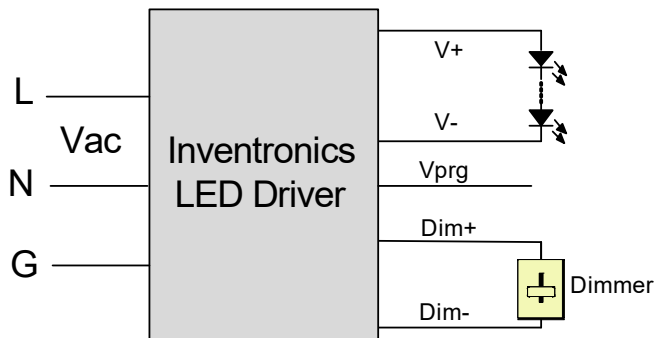 L
Vac
N
G
Inventronics
LED Driver
V+
V-
Vprg
Dim+
Dim-
Dimmer